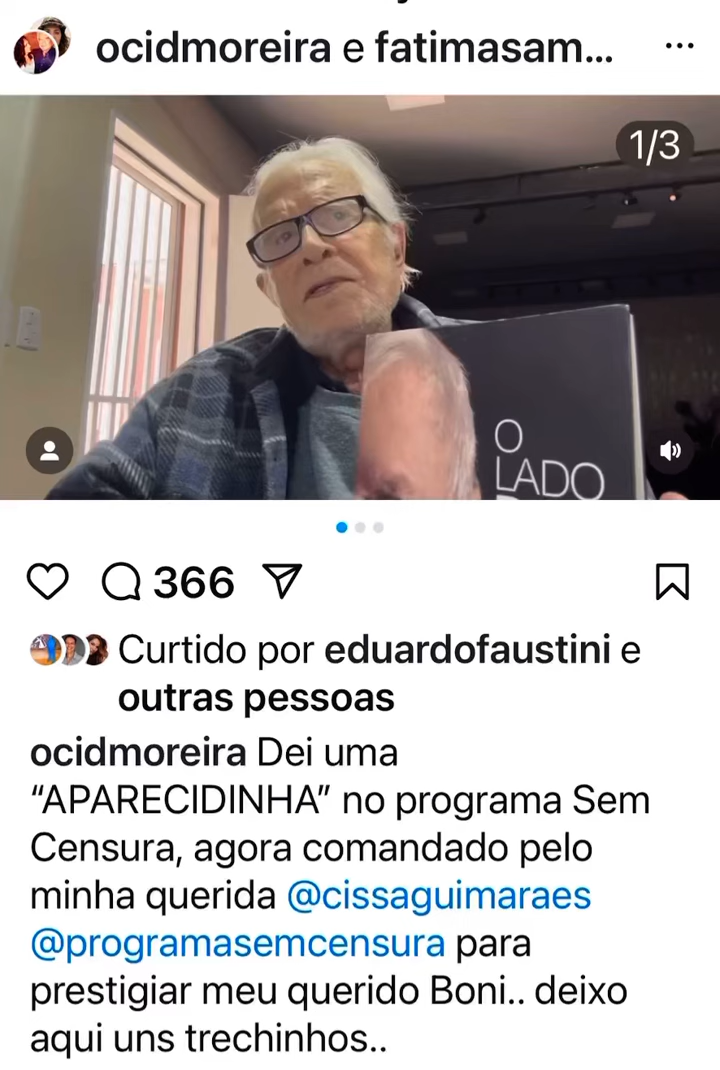 ocidmoreira e fatimasam...
1/3
O
LADO
366
Curtido por eduardofaustini e
outras pessoas
ocidmoreira Dei uma
“APARECIDINHA” no programa Sem
Censura, agora comandado pelo
minha querida @cissaguimaraes
@programasemcensura para
prestigiar meu querido Boni.. deixo
aqui uns trechinhos..